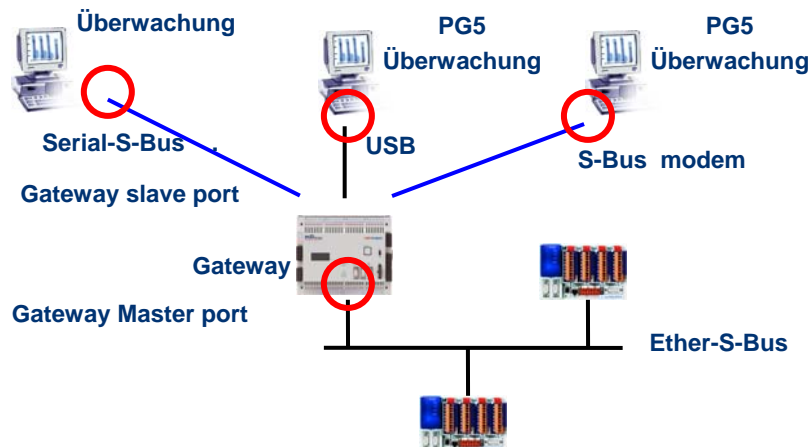 Überwachung
PG5
Überwachung
PG5
Überwachung
Serial-S-Bus .
USB
S-Bus modem
Gateway slave port
Gateway
Gateway Master port
Ether-S-Bus